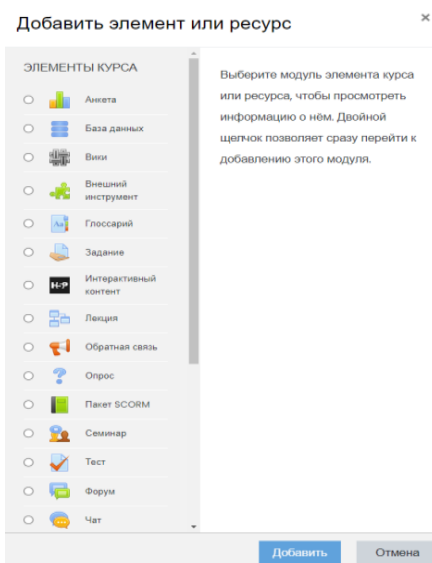 Добавить элемент или ресурс
×
ЭЛЕМЕНТЫ КУРСА
Анкета
База данных
Вики
Внешний
инструмент
Глоссарий
Задание
H-P
Интерактивный
контент
Лекция
Обратная связь
Опрос
Пакет SCORM
Семинар
Тест
Форум
Чат
Выберите модуль элемента курса
или ресурса, чтобы просмотреть
информацию о нём. Двойной
щелчок позволяет сразу перейти к
добавлению этого модуля.
Добавить
Отмена